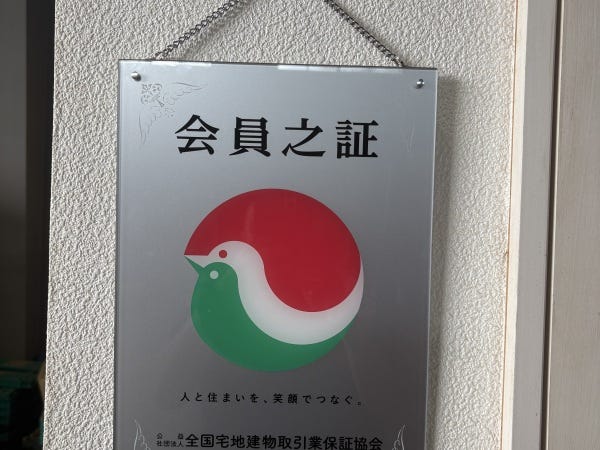 会員之証
人と住まいを、笑顔でつなぐ。
公益社団法人 全国宅地建物取引業保証協会